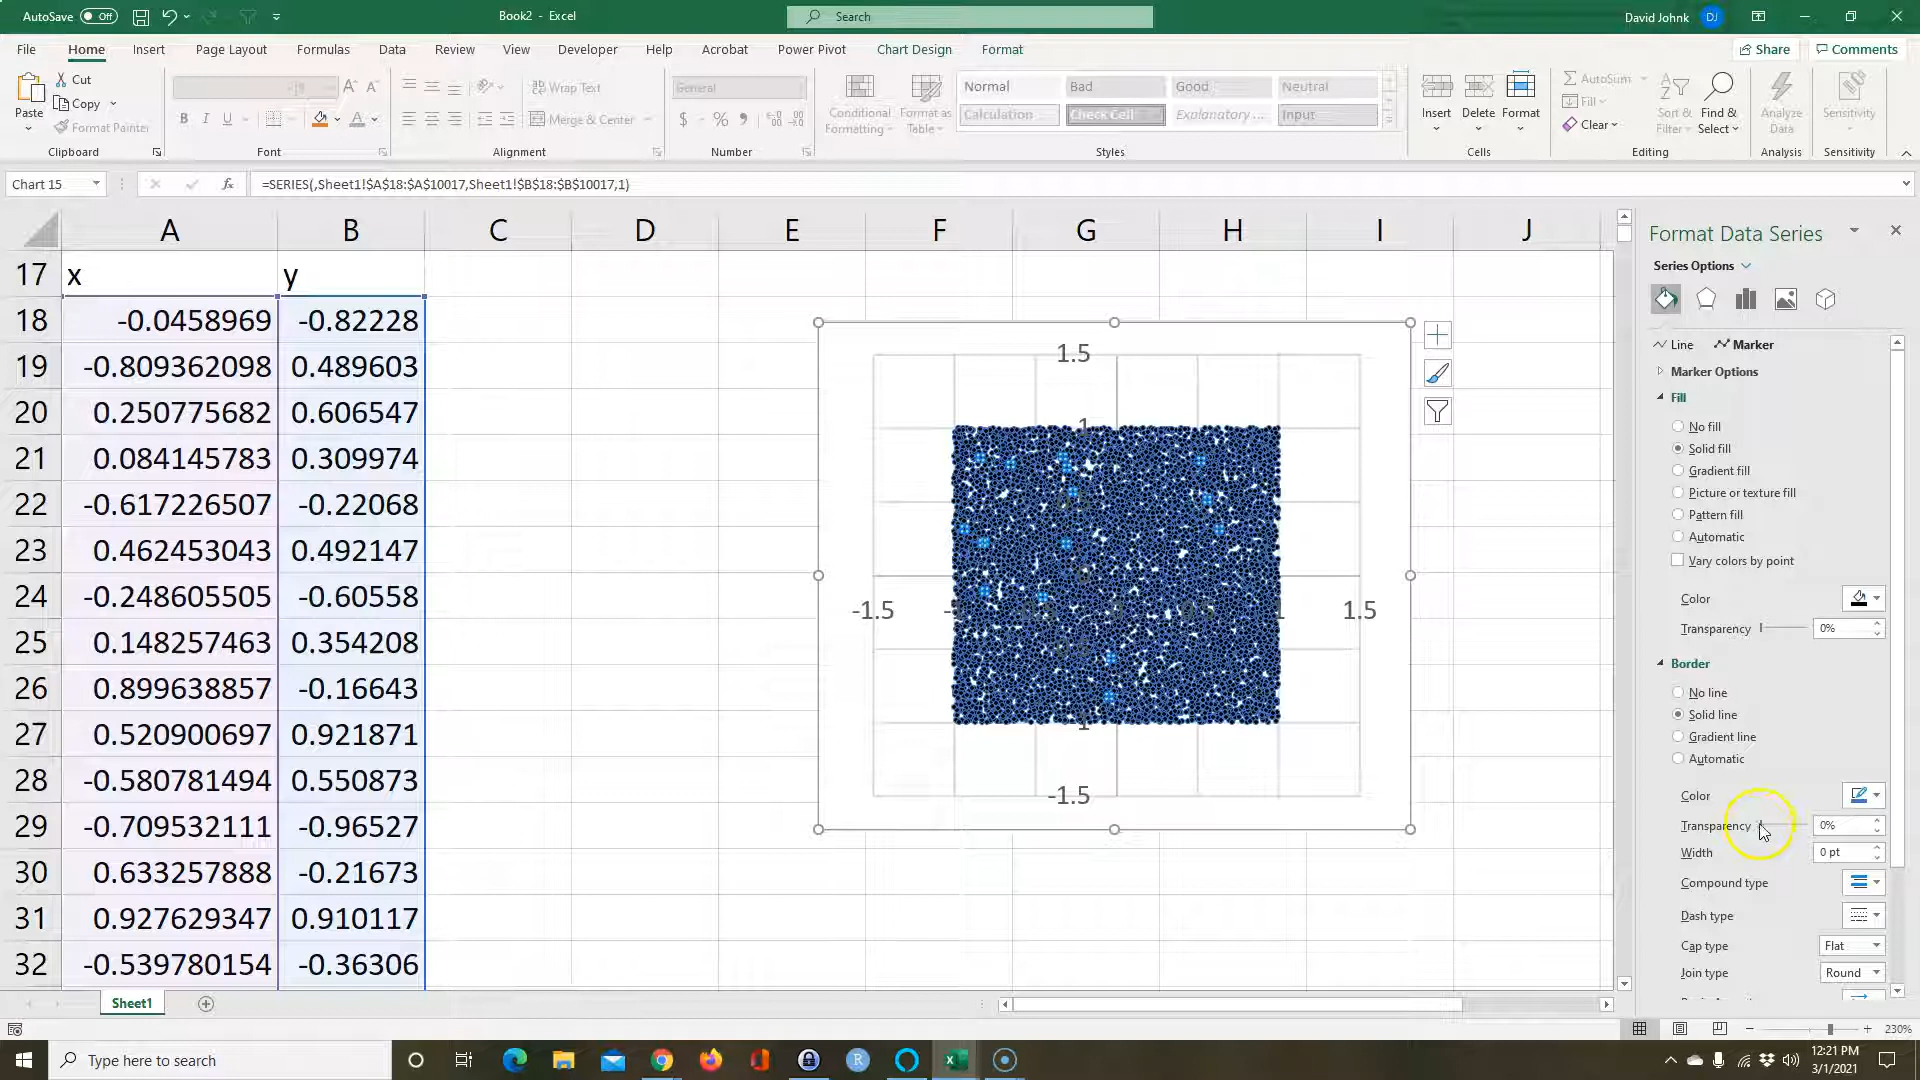 AutoSave Off
Book2 - Excel
Search
David Johnk DJ
File Home Insert Page Layout Formulas Data Review View Developer Help Acrobat Power Pivot Chart Design Format
Share Comments
Paste
Cut
Copy
Format Painter
Clipboard
B I U
A A
A
Font
Wrap Text
Merge & Center
Alignment
General
$ % 9
Number
Conditional Formatting
Format as Table
Normal Bad Good Neutral
Calculation Check Cell Explanatory ... Input
Styles
Insert Delete Format
Cells
AutoSum
Fill
Clear
Sort & Filter
Find & Select
Editing
Analyze Data
Analysis
Sensitivity
Sensitivity
Chart 15
fx
=SERIES(,Sheet1!$A$18:$A$10017,Sheet1!$B$18:$B$10017,1)
A B C D E F G H I J
17 x y
18 -0.0458969 -0.82228
19 -0.809362098 0.489603
20 0.250775682 0.606547
21 0.084145783 0.309974
22 -0.617226507 -0.22068
23 0.462453043 0.492147
24 -0.248605505 -0.60558
25 0.148257463 0.354208
26 0.899638857 -0.16643
27 0.520900697 0.921871
28 -0.580781494 0.550873
29 -0.709532111 -0.96527
30 0.633257888 -0.21673
31 0.927629347 0.910117
32 -0.539780154 -0.36306
1.5
1
-1.5
1.5
-1.5
Format Data Series
Series Options
Line Marker
Marker Options
Fill
No fill
Solid fill
Gradient fill
Picture or texture fill
Pattern fill
Automatic
Vary colors by point
Color
Transparency 0%
Border
No line
Solid line
Gradient line
Automatic
Color
Transparency 0%
Width 0 pt
Compound type
Dash type
Cap type Flat
Join type Round
Sheet1
230%
Type here to search
R
12:21 PM
3/1/2021